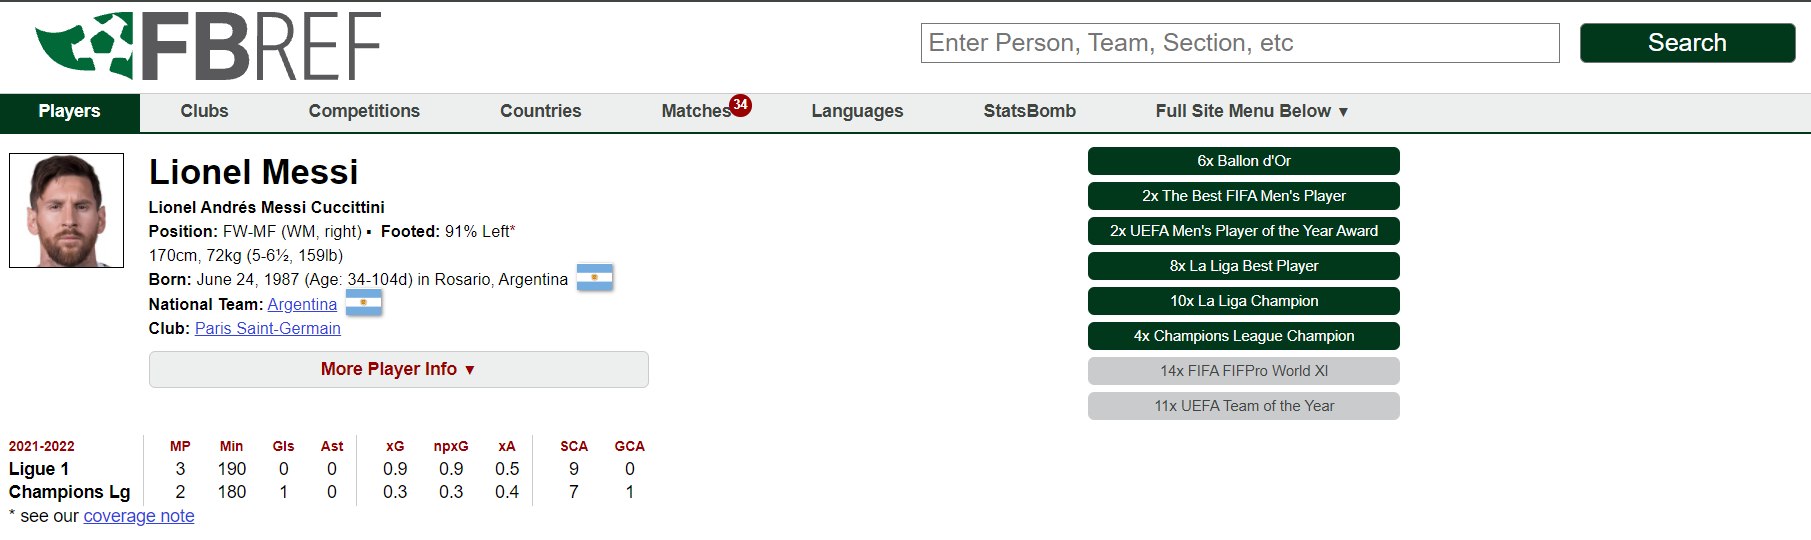 FBREF
Enter Person, Team, Section, etc
Search
Players Clubs Competitions Countries Matches 34 Languages StatsBomb Full Site Menu Below ▼
Lionel Messi
Lionel Andrés Messi Cuccittini
Position: FW-MF (WM, right) ▪ Footed: 91% Left*
170cm, 72kg (5-6½, 159lb)
Born: June 24, 1987 (Age: 34-104d) in Rosario, Argentina
National Team: Argentina
Club: Paris Saint-Germain
More Player Info ▼
6x Ballon d'Or
2x The Best FIFA Men's Player
2x UEFA Men's Player of the Year Award
8x La Liga Best Player
10x La Liga Champion
4x Champions League Champion
14x FIFA FIFPro World XI
11x UEFA Team of the Year
2021-2022 MP Min Gls Ast xG npxG xA SCA GCA
Ligue 1 3 190 0 0 0.9 0.9 0.5 9 0
Champions Lg 2 180 1 0 0.3 0.3 0.4 7 1
* see our coverage note